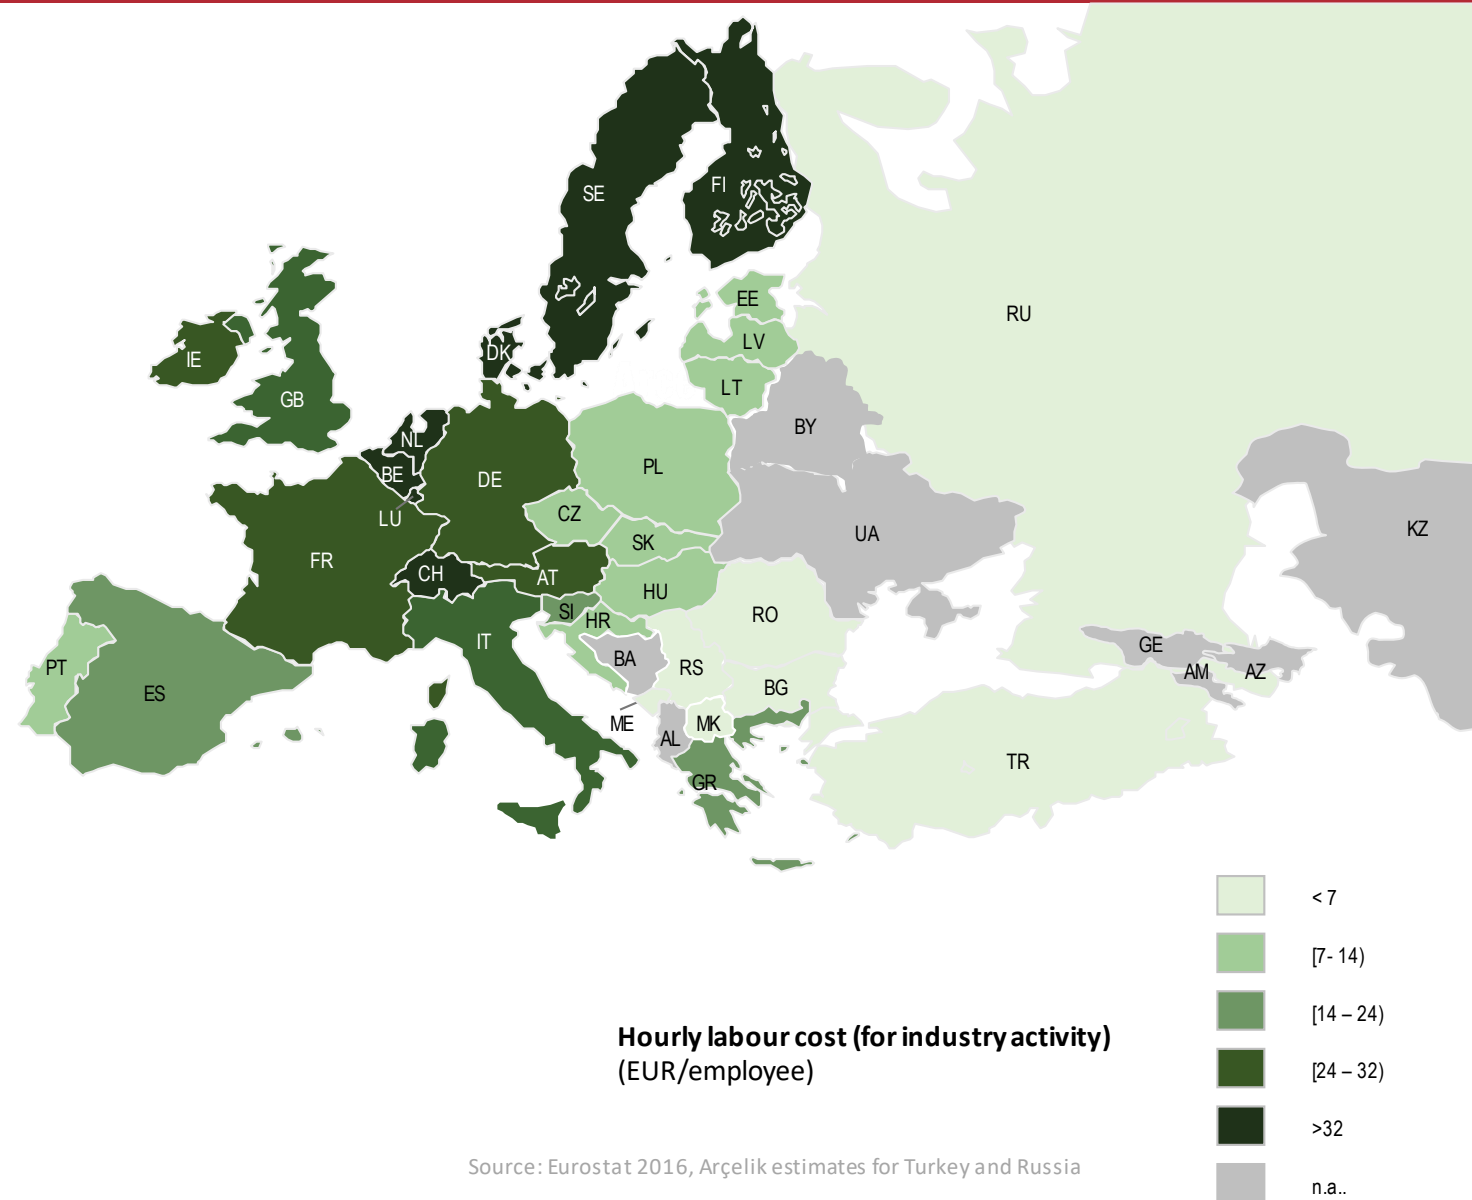 SE
FI
RU
EE
LV
LT
DK
IE
GB
NL
BE
LU
DE
PL
BY
CZ
SK
UA
KZ
FR
CH
AT
HU
SI
HR
RO
IT
BA
RS
GE
AM
AZ
PT
ES
BG
ME
MK
AL
GR
TR
< 7
[7- 14)
[14 – 24)
[24 – 32)
>32
n.a..
Hourly labour cost (for industry activity)
(EUR/employee)
Source: Eurostat 2016, Arçelik estimates for Turkey and Russia